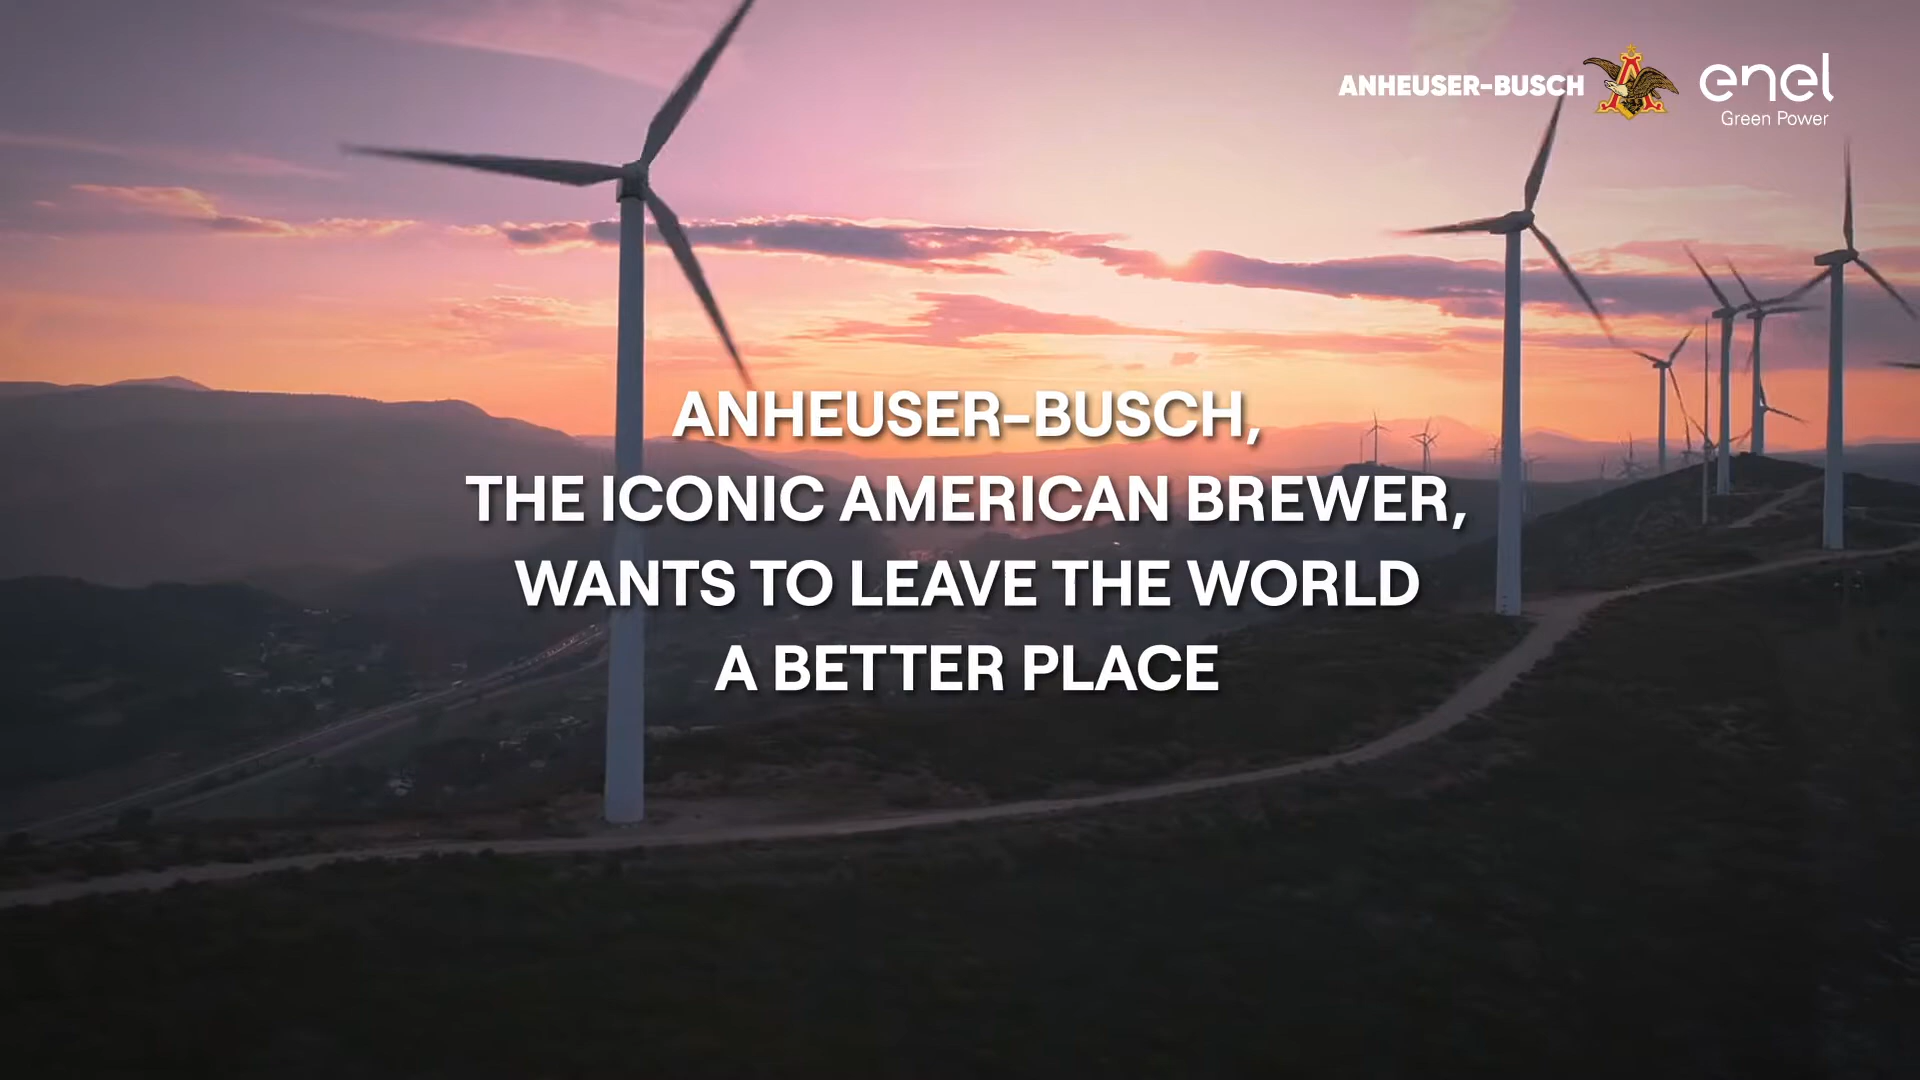 ANHEUSER-BUSCH
enel
Green Power
ANHEUSER-BUSCH,
THE ICONIC AMERICAN BREWER,
WANTS TO LEAVE THE WORLD
A BETTER PLACE